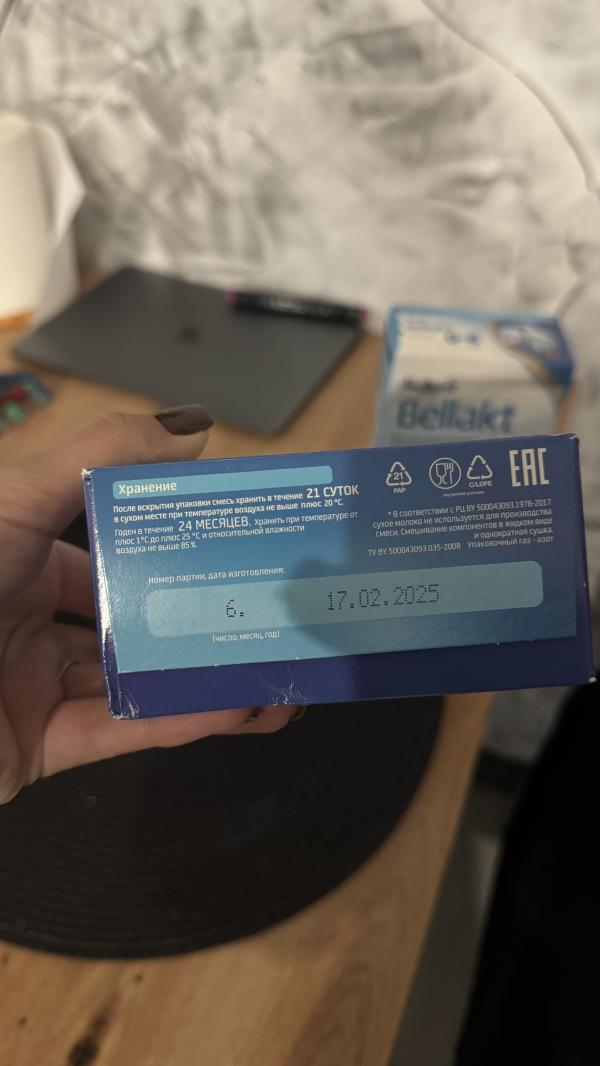 Bellakt
Хранение
После вскрытия упаковки смесь хранить в течение 21 СУТОК
в сухом месте при температуре воздуха не выше плюс 20 °С.
Годен в течение 24 МЕСЯЦЕВ. Хранить при температуре от
плюс 1°С до плюс 25 °С и относительной влажности
воздуха не выше 85 %.
21
PAP
C/LDPE
внутренняя упаковка
EAC
* В соответствии с РЦ BY 500043093.1978-2017
сухое молоко не используется для производства
смеси. Смешивание компонентов в жидком виде
и однократная сушка.
ТУ BY 500043093.035-2008 Упаковочный газ - азот
Номер партии, дата изготовления:
6. 17.02.2025
(число, месяц, год)